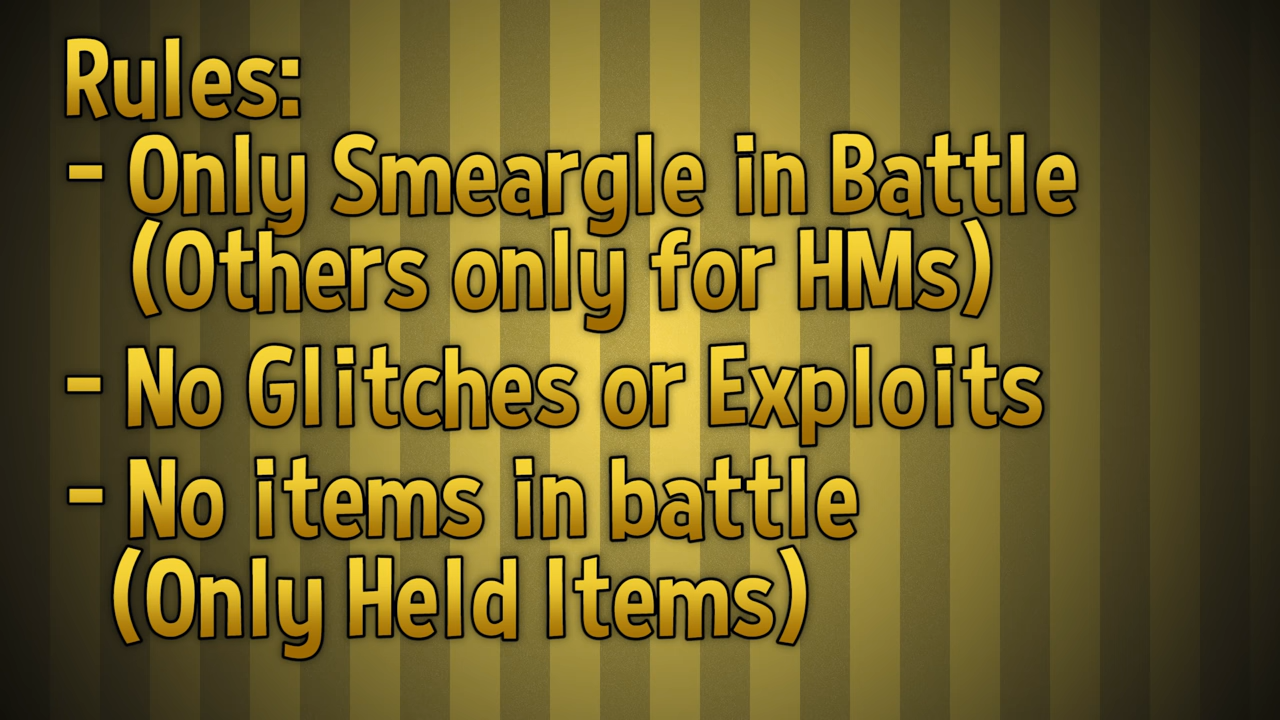 Rules:
- Only Smeargle in Battle
(Others only for HMs)
- No Glitches or Exploits
- No items in battle
(Only Held Items)